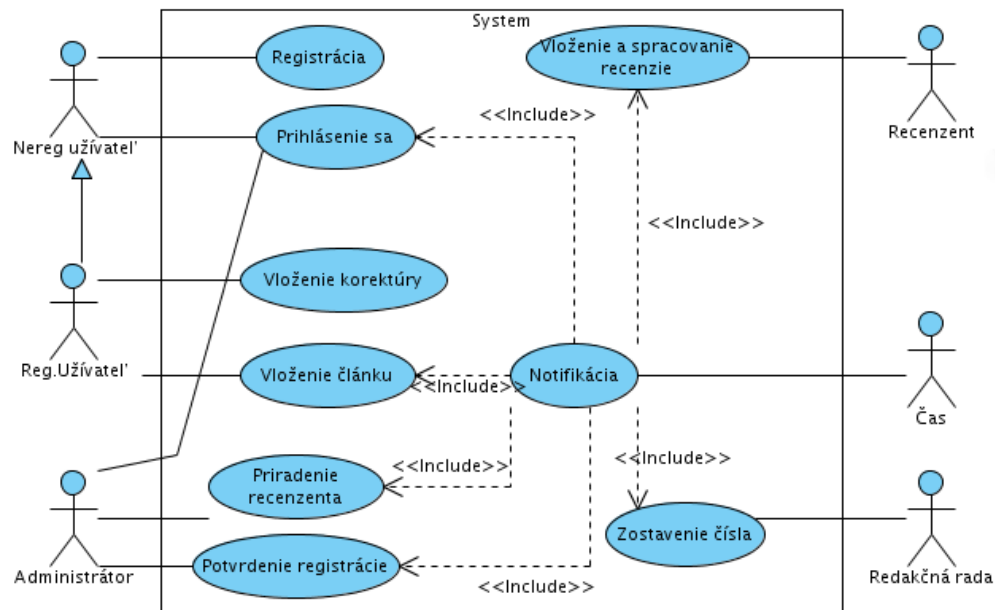 System
Registrácia
Vloženie a spracovanie
recenzie
<<Include>>
Prihlásenie sa
Nereg užívateľ
Recenzent
<<Include>>
Vloženie korektúry
Reg.Užívateľ
Vloženie článku
<<Include>>
Notifikácia
Čas
<<Include>>
<<Include>>
Priradenie
recenzenta
Zostavenie čísla
Potvrdenie registrácie
<<Include>>
Administrátor
Redakčná rada